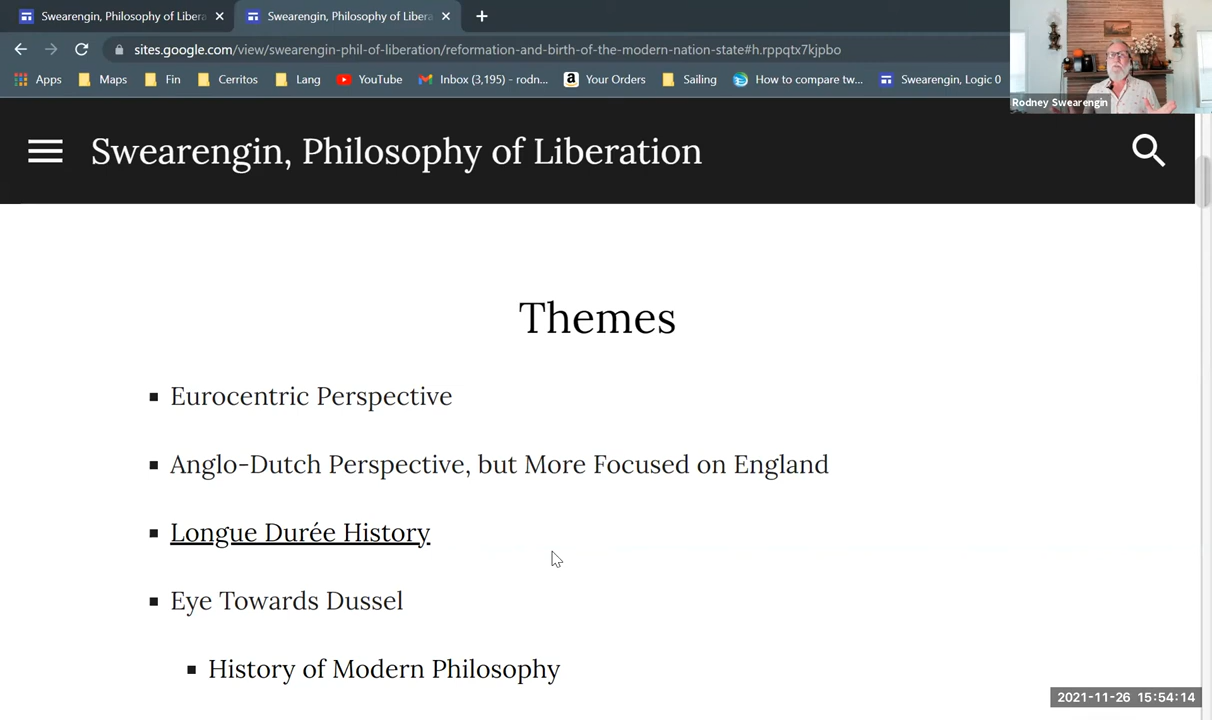 Swearengin, Philosophy of Libera
Swearengin, Philosophy of Libera
sites.google.com/view/swearengin-phil-of-liberation/reformation-and-birth-of-the-modern-nation-state#h.rppqtx7kjpbo
Apps Maps Fin Cerritos Lang YouTube Inbox (3,195) - rodn... Your Orders Sailing How to compare tw... Swearengin, Logic 0
Rodney Swearengin
Swearengin, Philosophy of Liberation
Themes
Eurocentric Perspective
Anglo-Dutch Perspective, but More Focused on England
Longue Durée History
Eye Towards Dussel
History of Modern Philosophy
2021-11-26 15:54:14